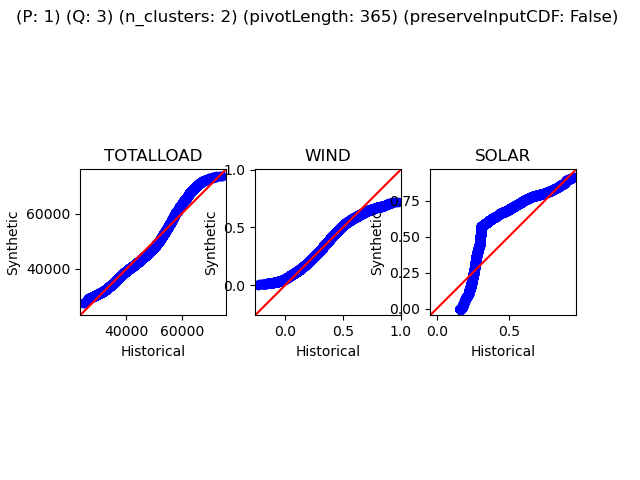 (P: 1) (Q: 3) (n_clusters: 2) (pivotLength: 365) (preserveInputCDF: False)
TOTALLOAD
WIND
SOLAR
Synthetic
60000
40000
40000
60000
Historical
Synthetic
1.0
0.5
0.0
0.0
0.5
1.0
Historical
Synthetic
0.75
0.50
0.25
0.00
0.0
0.5
Historical